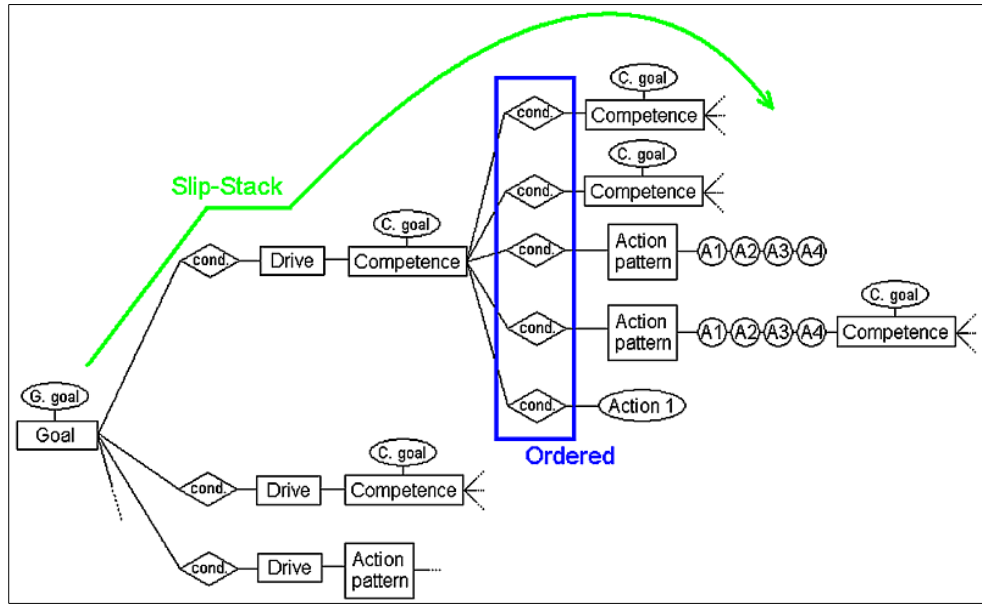 C. goal
cond.
Competence
C. goal
Slip-Stack
cond.
Competence
C. goal
cond.
Drive
Competence
cond.
Action
pattern
A1 A2 A3 A4
C. goal
cond.
Action
pattern
A1 A2 A3 A4
Competence
G. goal
Goal
cond.
Action 1
Ordered
C. goal
cond.
Drive
Competence
cond.
Drive
Action
pattern